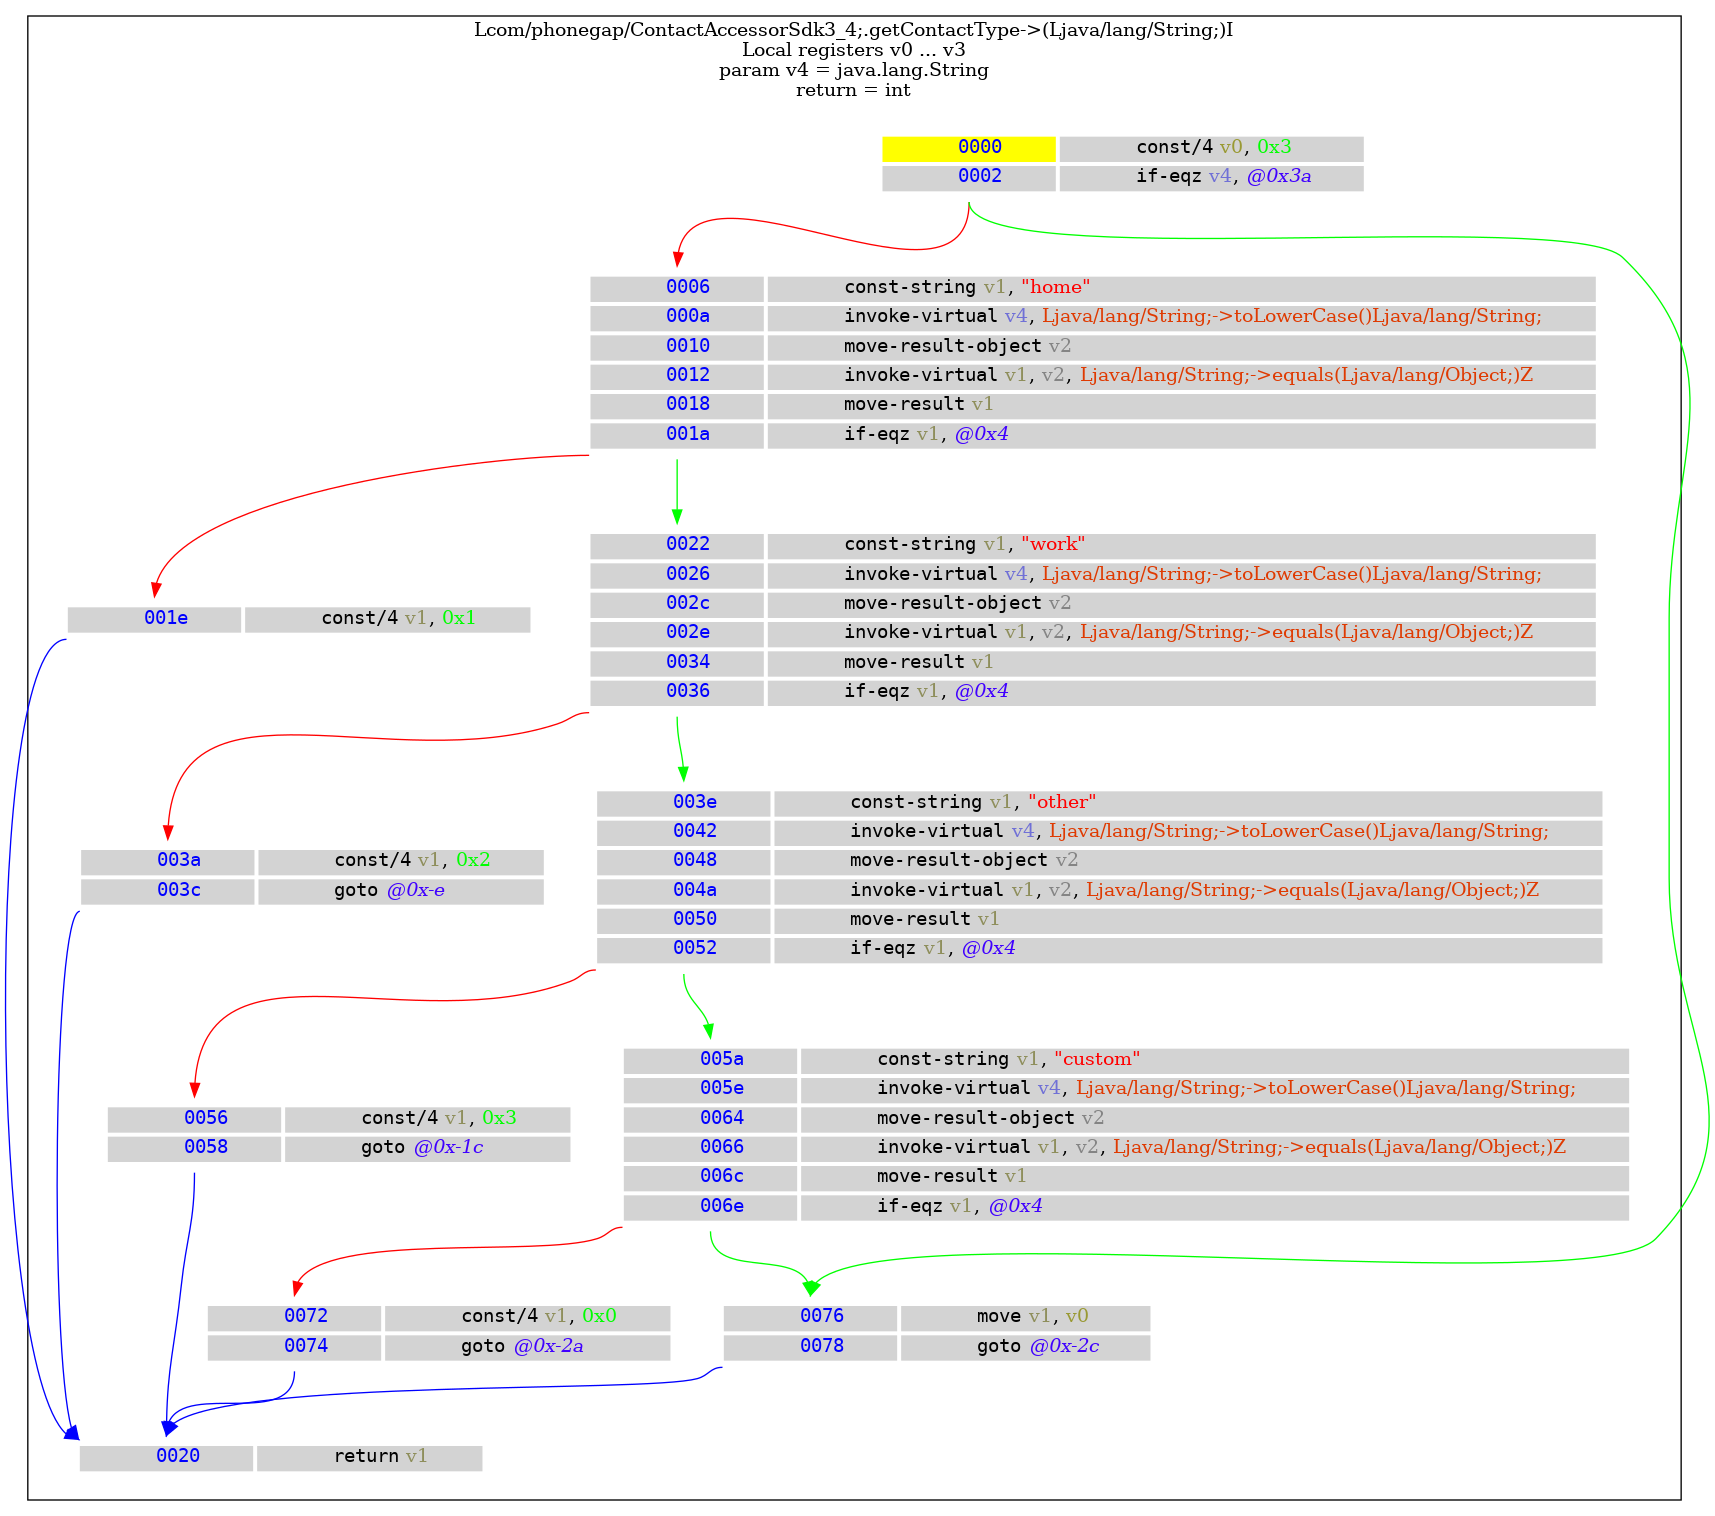 Lcom/phonegap/ContactAccessorSdk3_4;.getContactType->(Ljava/lang/String;)I
Local registers v0 ... v3
param v4 = java.lang.String
return = int
0000 const/4 v0, 0x3
0002 if-eqz v4, @0x3a
0006 const-string v1, "home"
000a invoke-virtual v4, Ljava/lang/String;->toLowerCase()Ljava/lang/String;
0010 move-result-object v2
0012 invoke-virtual v1, v2, Ljava/lang/String;->equals(Ljava/lang/Object;)Z
0018 move-result v1
001a if-eqz v1, @0x4
001e const/4 v1, 0x1
0022 const-string v1, "work"
0026 invoke-virtual v4, Ljava/lang/String;->toLowerCase()Ljava/lang/String;
002c move-result-object v2
002e invoke-virtual v1, v2, Ljava/lang/String;->equals(Ljava/lang/Object;)Z
0034 move-result v1
0036 if-eqz v1, @0x4
003a const/4 v1, 0x2
003c goto @0x-e
003e const-string v1, "other"
0042 invoke-virtual v4, Ljava/lang/String;->toLowerCase()Ljava/lang/String;
0048 move-result-object v2
004a invoke-virtual v1, v2, Ljava/lang/String;->equals(Ljava/lang/Object;)Z
0050 move-result v1
0052 if-eqz v1, @0x4
0056 const/4 v1, 0x3
0058 goto @0x-1c
005a const-string v1, "custom"
005e invoke-virtual v4, Ljava/lang/String;->toLowerCase()Ljava/lang/String;
0064 move-result-object v2
0066 invoke-virtual v1, v2, Ljava/lang/String;->equals(Ljava/lang/Object;)Z
006c move-result v1
006e if-eqz v1, @0x4
0072 const/4 v1, 0x0
0074 goto @0x-2a
0076 move v1, v0
0078 goto @0x-2c
0020 return v1